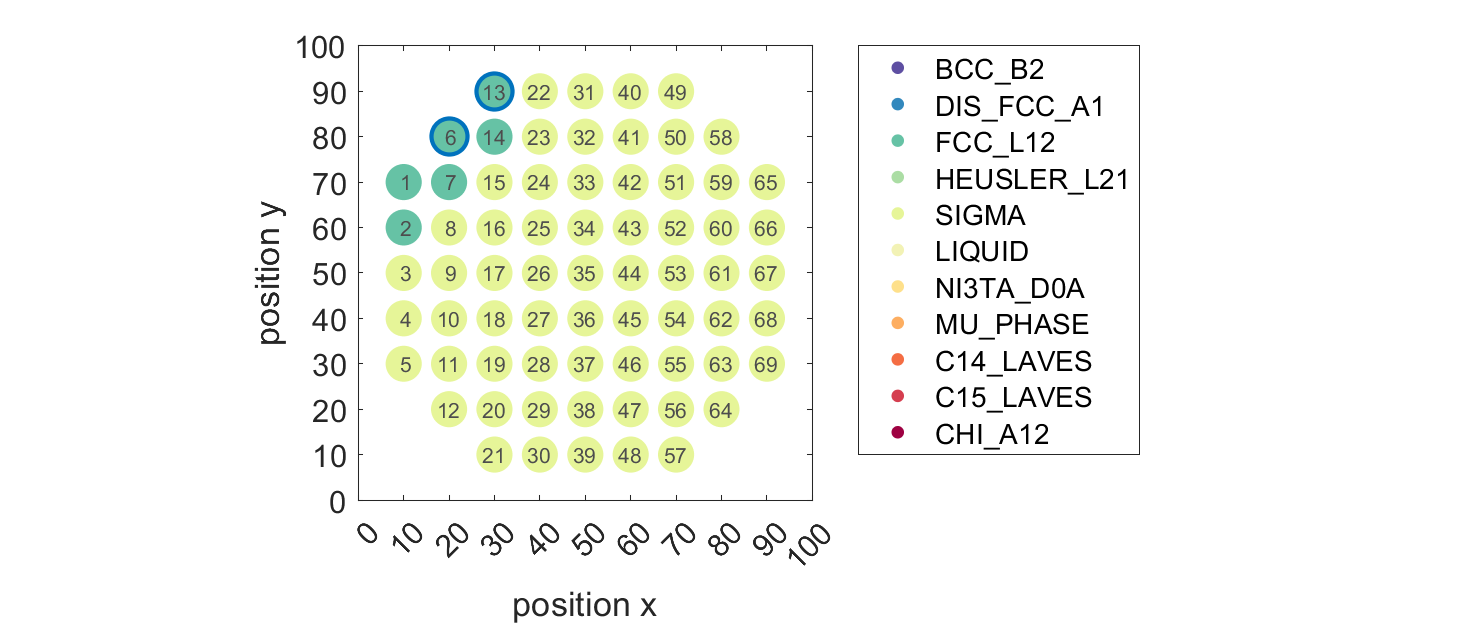 100
90
80
70
60
50
40
30
20
10
0
position y
13 22 31 40 49
6 14 23 32 41 50 58
1 7 15 24 33 42 51 59 65
2 8 16 25 34 43 52 60 66
3 9 17 26 35 44 53 61 67
4 10 18 27 36 45 54 62 68
5 11 19 28 37 46 55 63 69
12 20 29 38 47 56 64
21 30 39 48 57
0 10 20 30 40 50 60 70 80 90 100
position x
BCC_B2
DIS_FCC_A1
FCC_L12
HEUSLER_L21
SIGMA
LIQUID
NI3TA_D0A
MU_PHASE
C14_LAVES
C15_LAVES
CHI_A12